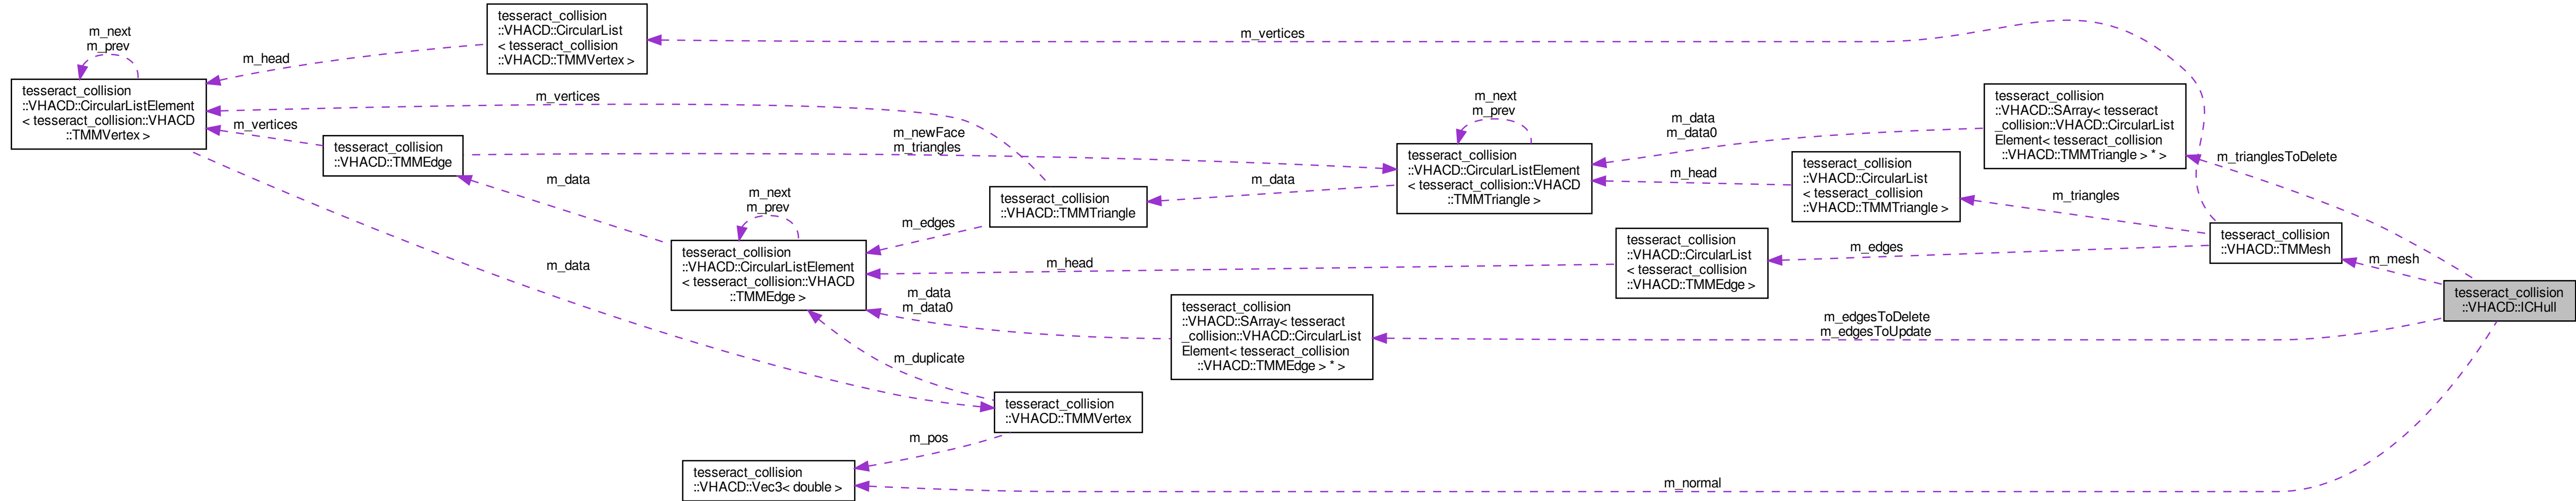 m_next
m_prev
tesseract_collision
::VHACD::CircularListElement
< tesseract_collision::VHACD
::TMMVertex >
m_head
tesseract_collision
::VHACD::CircularList
< tesseract_collision
::VHACD::TMMVertex >
m_vertices
m_vertices
m_vertices
tesseract_collision
::VHACD::TMMEdge
m_newFace
m_triangles
m_data
m_data
m_next
m_prev
tesseract_collision
::VHACD::CircularListElement
< tesseract_collision::VHACD
::TMMEdge >
m_edges
tesseract_collision
::VHACD::TMMTriangle
m_data
m_next
m_prev
tesseract_collision
::VHACD::CircularListElement
< tesseract_collision::VHACD
::TMMTriangle >
m_data
m_data0
m_head
tesseract_collision
::VHACD::SArray< tesseract
_collision::VHACD::CircularList
Element< tesseract_collision
::VHACD::TMMTriangle > * >
tesseract_collision
::VHACD::CircularList
< tesseract_collision
::VHACD::TMMTriangle >
m_trianglesToDelete
m_triangles
tesseract_collision
::VHACD::TMMesh
m_edges
m_mesh
tesseract_collision
::VHACD::ICHull
m_head
tesseract_collision
::VHACD::CircularList
< tesseract_collision
::VHACD::TMMEdge >
m_data
m_data0
tesseract_collision
::VHACD::SArray< tesseract
_collision::VHACD::CircularList
Element< tesseract_collision
::VHACD::TMMEdge > * >
m_edgesToDelete
m_edgesToUpdate
m_duplicate
tesseract_collision
::VHACD::TMMVertex
m_pos
tesseract_collision
::VHACD::Vec3< double >
m_normal